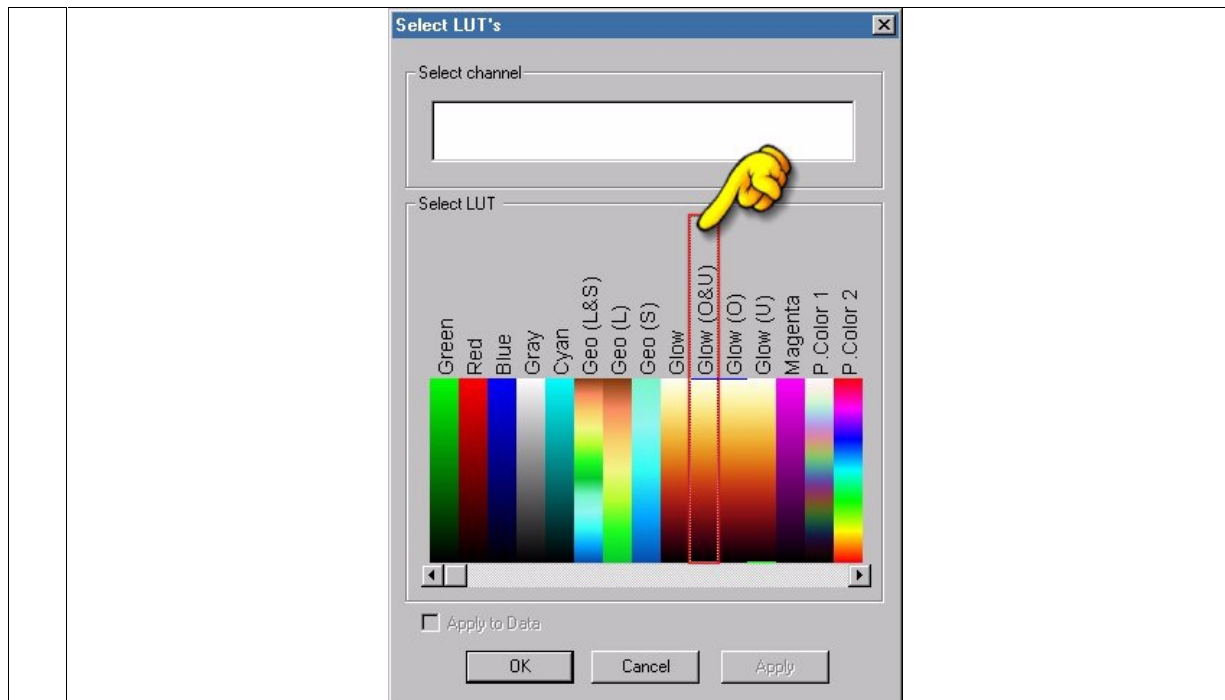 Select LUT's
Select channel
Select LUT
Green
Red
Blue
Gray
Cyan
Geo (L&S)
Geo (L)
Geo (S)
Glow
Glow (O&U)
Glow (O)
Glow (U)
Magenta
P.Color 1
P.Color 2
Apply to Data
OK
Cancel
Apply